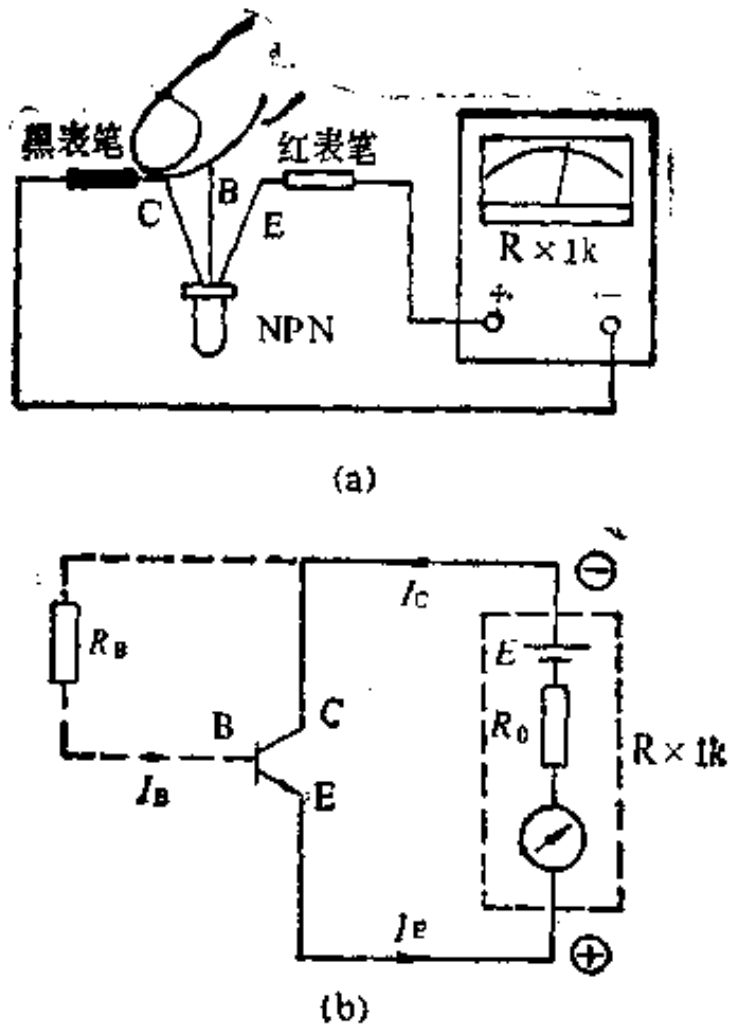 黑表笔
红表笔
C
B
E
R × 1k
+
−
NPN
(a)
−
I_C
R_B
E
R_0
R × 1k
B
C
I_B
E
I_E
+
(b)